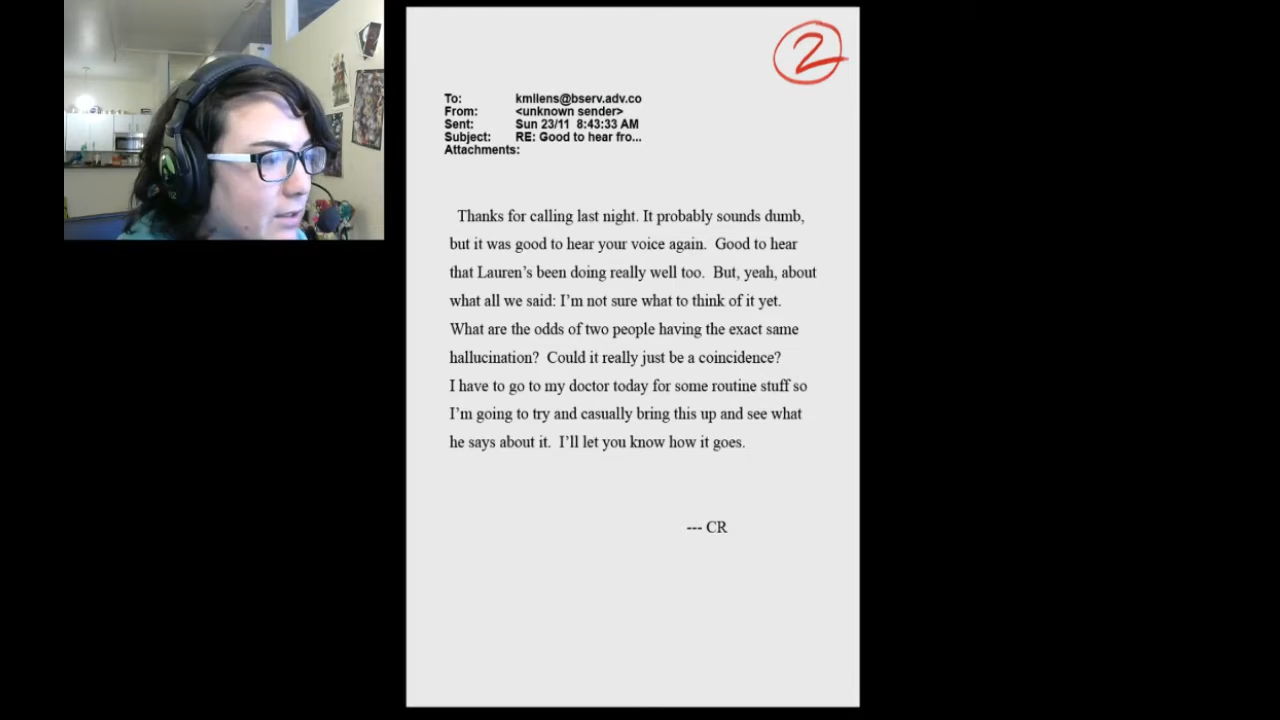 2
To: kmllens@bserv.adv.co
From: <unknown sender>
Sent: Sun 23/11 8:43:33 AM
Subject: RE: Good to hear fro...
Attachments:
Thanks for calling last night. It probably sounds dumb,
but it was good to hear your voice again. Good to hear
that Lauren’s been doing really well too. But, yeah, about
what all we said: I’m not sure what to think of it yet.
What are the odds of two people having the exact same
hallucination? Could it really just be a coincidence?
I have to go to my doctor today for some routine stuff so
I’m going to try and casually bring this up and see what
he says about it. I’ll let you know how it goes.
--- CR